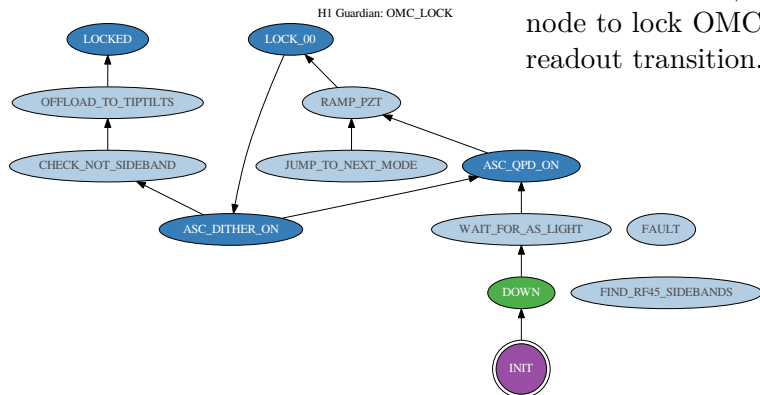 H1 Guardian: OMC_LOCK
node to lock OMC
readout transition.
LOCKED
LOCK_00
OFFLOAD_TO_TIPTILTS
RAMP_PZT
CHECK_NOT_SIDEBAND
JUMP_TO_NEXT_MODE
ASC_QPD_ON
ASC_DITHER_ON
WAIT_FOR_AS_LIGHT
FAULT
DOWN
FIND_RF45_SIDEBANDS
INIT